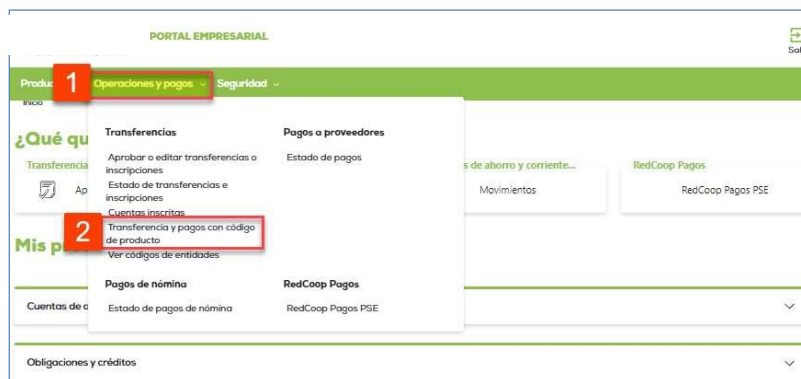 PORTAL EMPRESARIAL
Sal
Produc 1 Operaciones y pagos Seguridad
Inicio
¿Qué qu
Transferencia
Ap
Transferencias
Aprobar o editar transferencias o
inscripciones
Estado de transferencias e
inscripciones
Cuentas inscritas
2 Transferencia y pagos con código
de producto
Ver códigos de entidades
Pagos a proveedores
Estado de pagos
s de ahorro y corriente...
Movimientos
RedCoop Pagos
RedCoop Pagos PSE
Mis p
Pagos de nómina
Estado de pagos de nómina
RedCoop Pagos
RedCoop Pagos PSE
Cuentas de a
Obligaciones y créditos